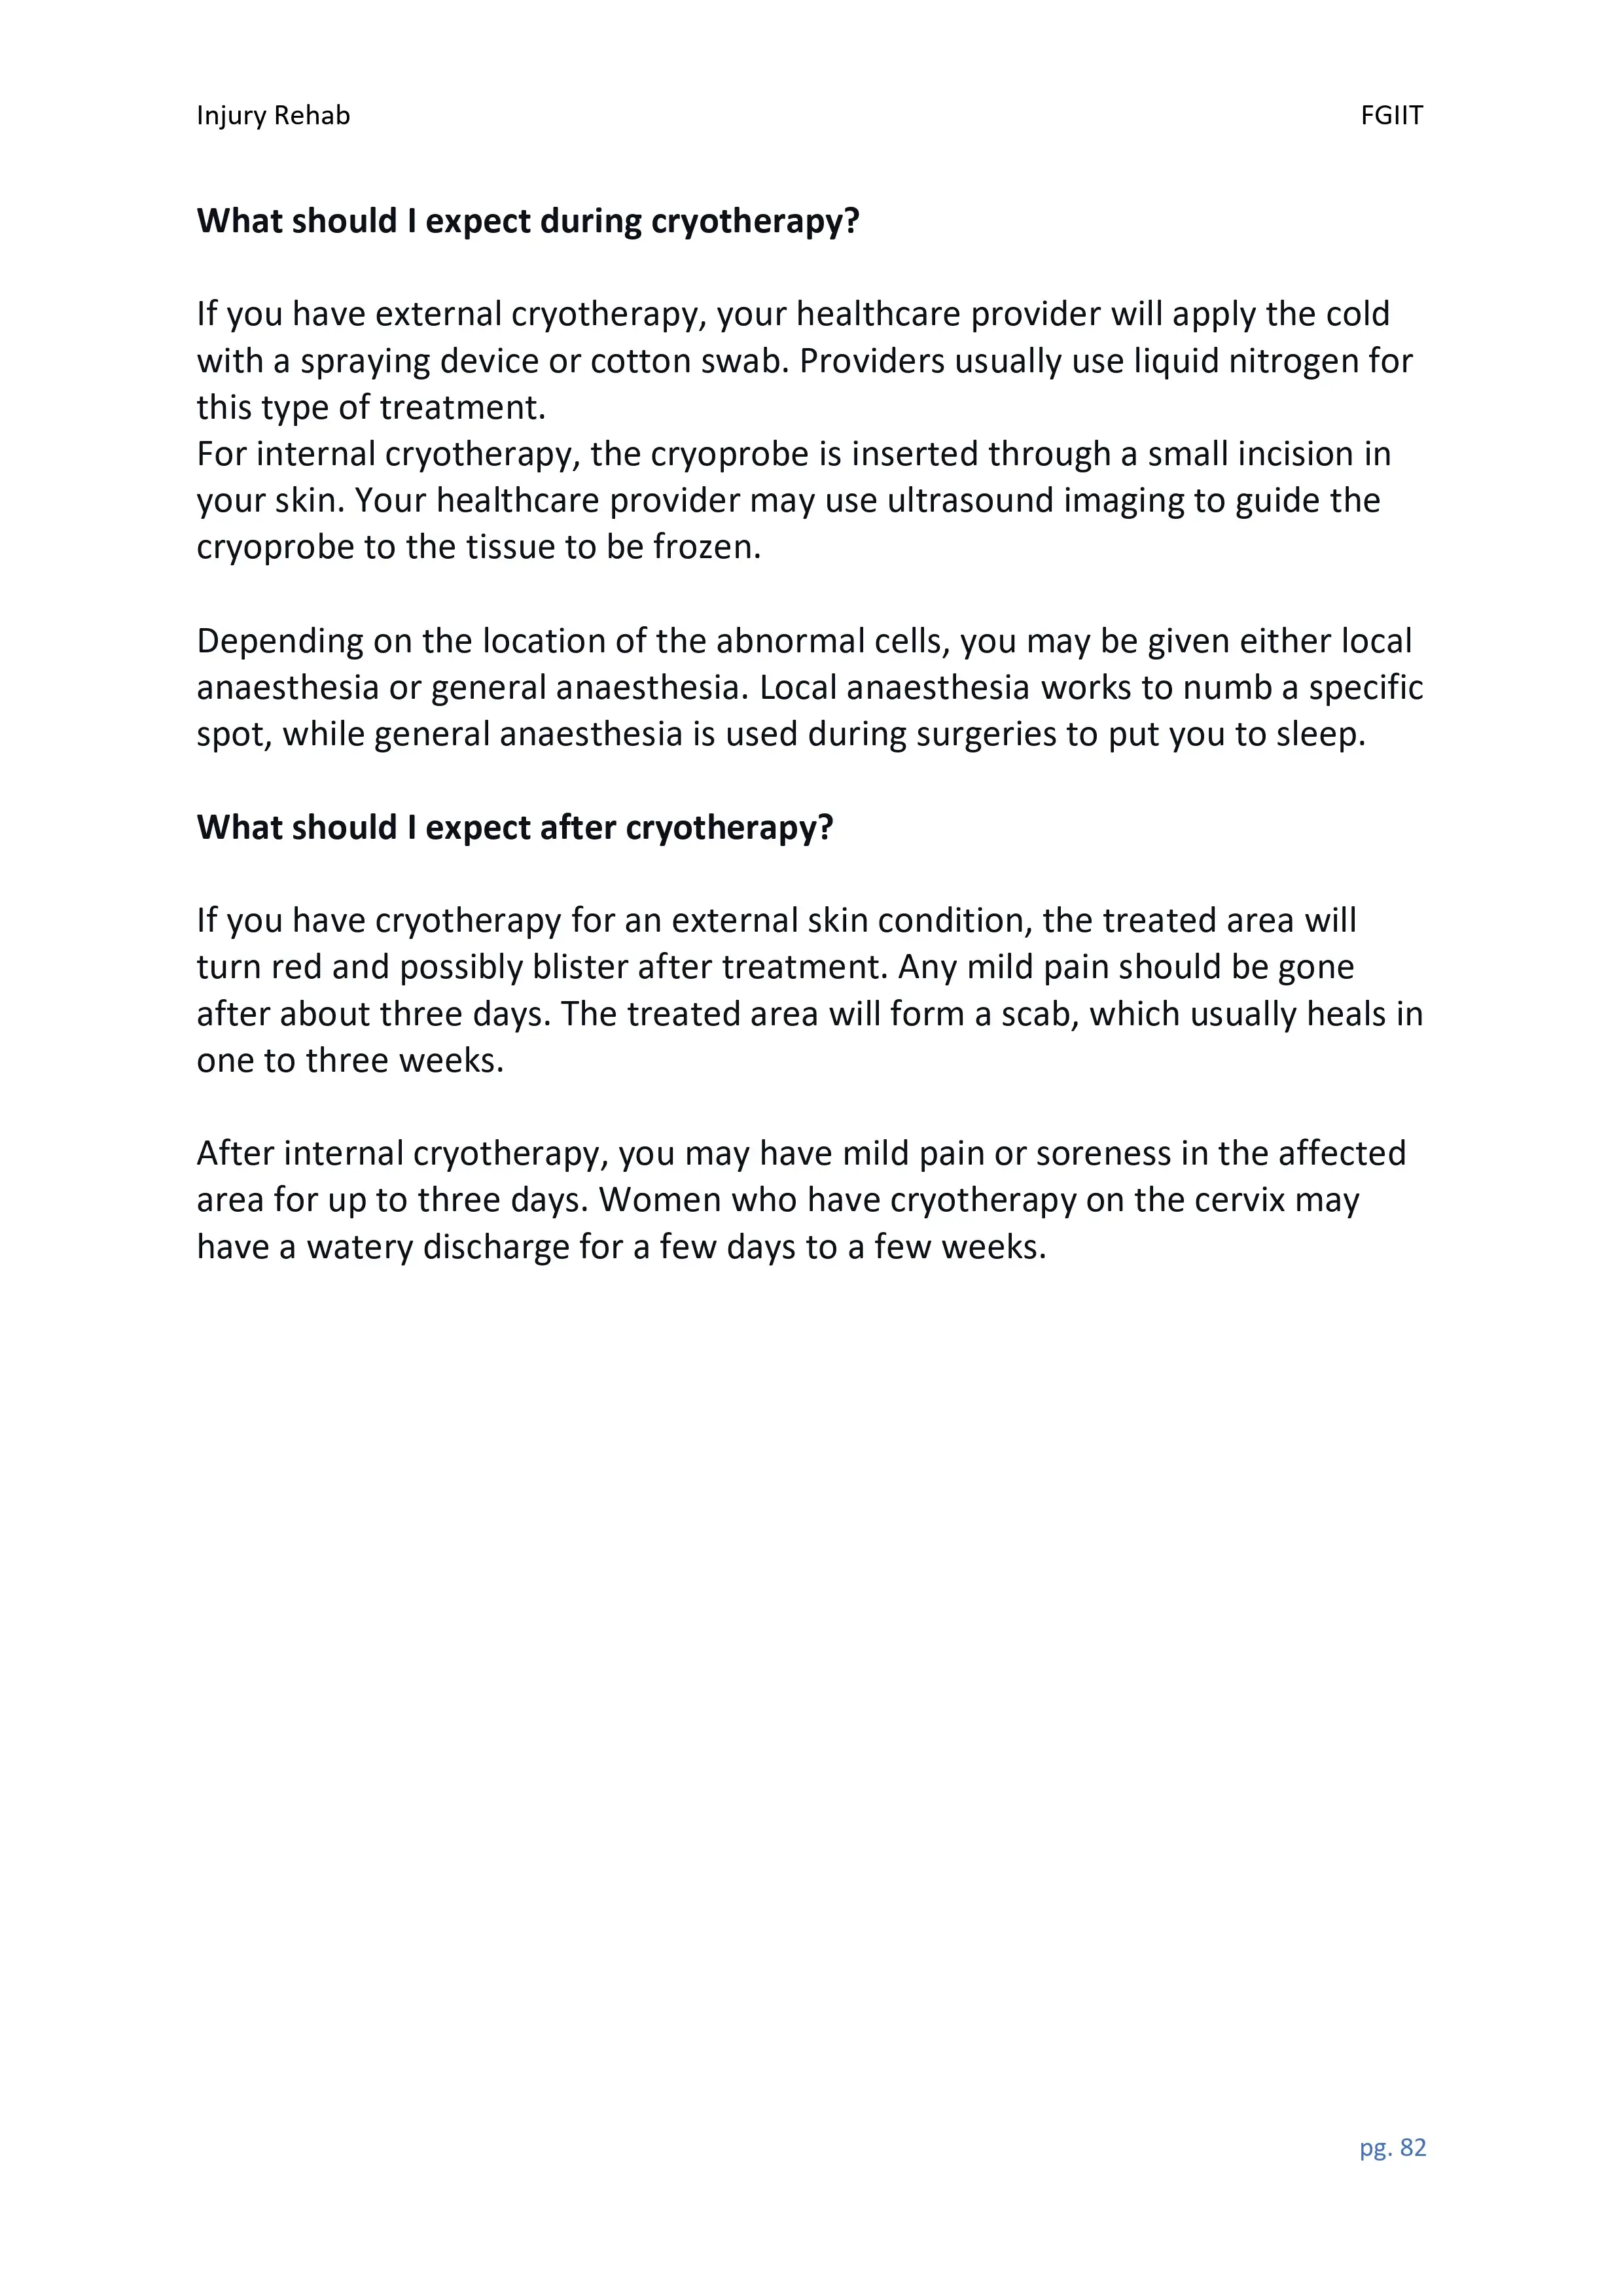 Injury Rehab FGIIT
What should I expect during cryotherapy?
If you have external cryotherapy, your healthcare provider will apply the cold
with a spraying device or cotton swab. Providers usually use liquid nitrogen for
this type of treatment.
For internal cryotherapy, the cryoprobe is inserted through a small incision in
your skin. Your healthcare provider may use ultrasound imaging to guide the
cryoprobe to the tissue to be frozen.
Depending on the location of the abnormal cells, you may be given either local
anaesthesia or general anaesthesia. Local anaesthesia works to numb a specific
spot, while general anaesthesia is used during surgeries to put you to sleep.
What should I expect after cryotherapy?
If you have cryotherapy for an external skin condition, the treated area will
turn red and possibly blister after treatment. Any mild pain should be gone
after about three days. The treated area will form a scab, which usually heals in
one to three weeks.
After internal cryotherapy, you may have mild pain or soreness in the affected
area for up to three days. Women who have cryotherapy on the cervix may
have a watery discharge for a few days to a few weeks.
pg. 82